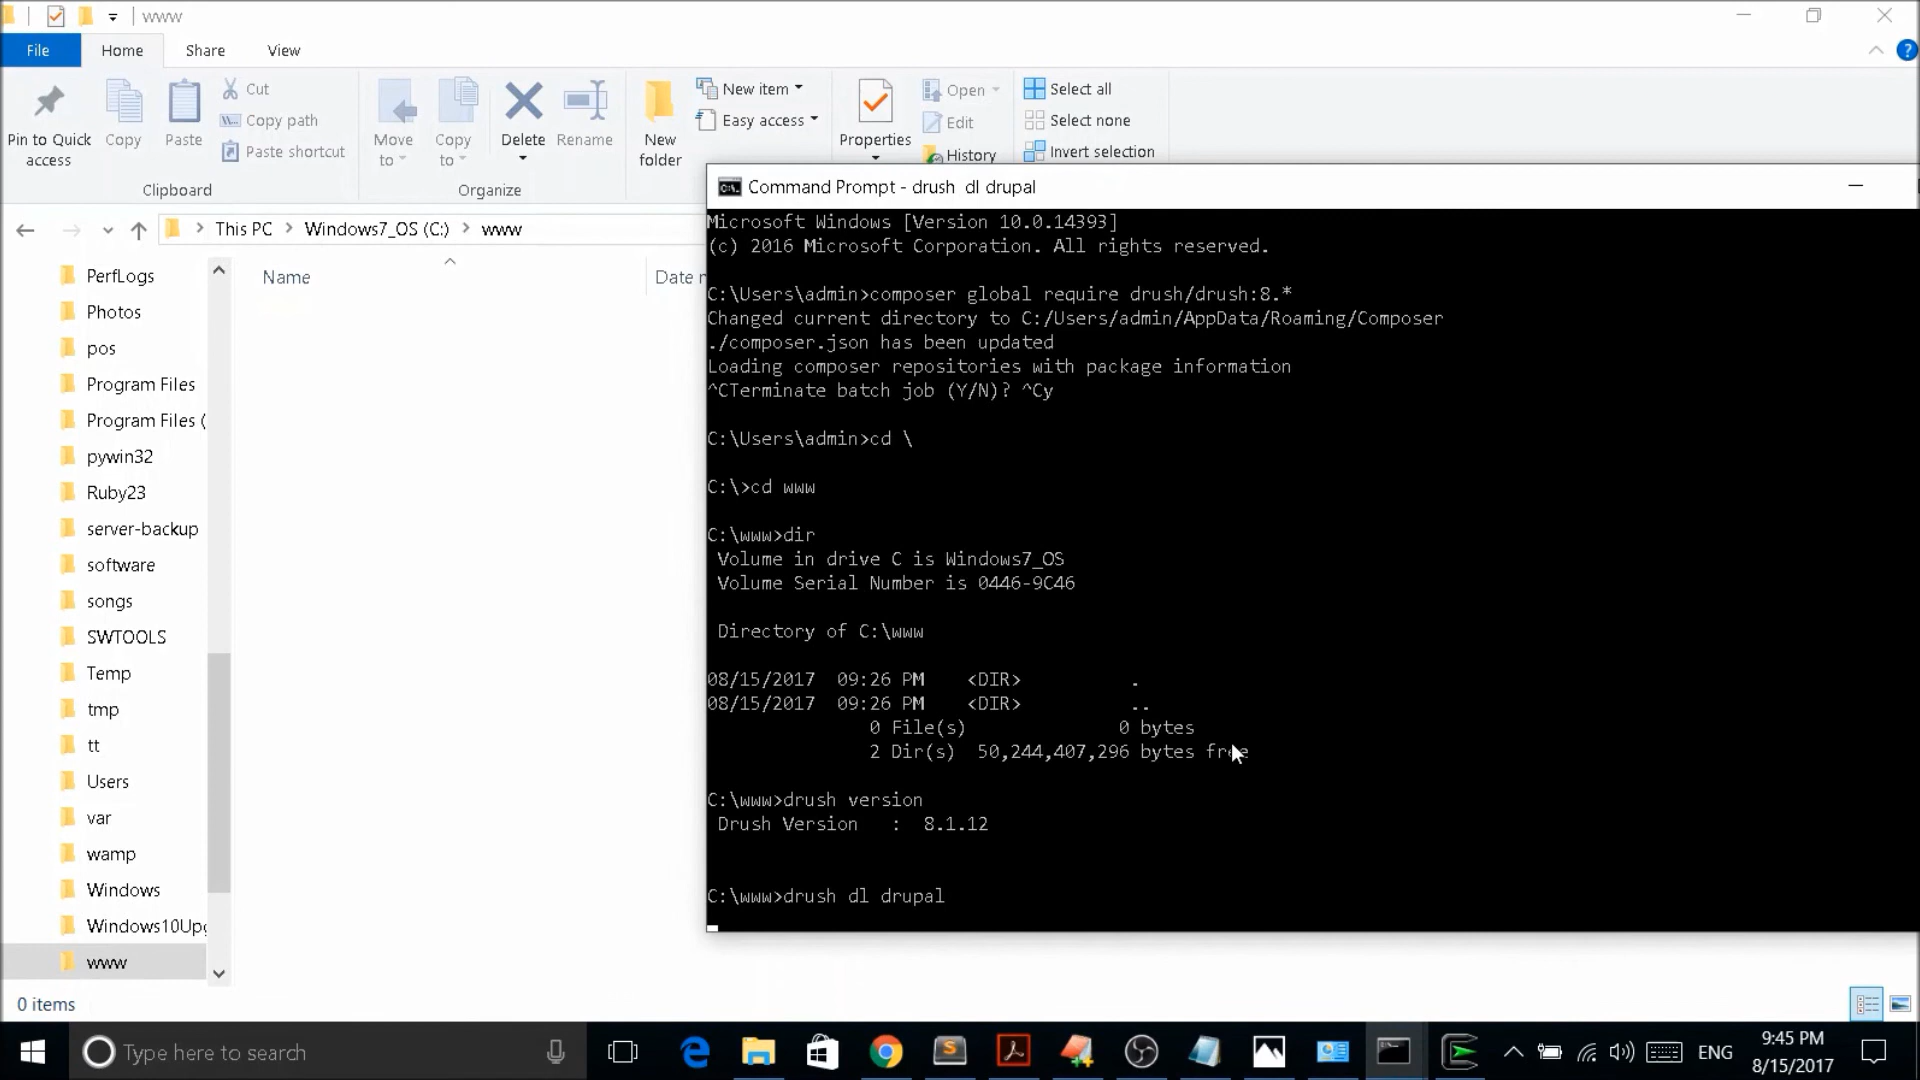 www
File
Home
Share
View
Pin to Quick access
Copy
Paste
Cut
Copy path
Paste shortcut
Move to
Copy to
Delete
Rename
New folder
New item
Easy access
Properties
Open
Edit
History
Select all
Select none
Invert selection
Clipboard
Organize
This PC > Windows7_OS (C:) > www
Name
Date
PerfLogs
Photos
pos
Program Files
Program Files (
pywin32
Ruby23
server-backup
software
songs
SWTOOLS
Temp
tmp
tt
Users
var
wamp
Windows
Windows10Upg
www
0 items
Command Prompt - drush  dl drupal
Microsoft Windows [Version 10.0.14393]
(c) 2016 Microsoft Corporation. All rights reserved.
C:\Users\admin>composer global require drush/drush:8.*
Changed current directory to C:/Users/admin/AppData/Roaming/Composer
./composer.json has been updated
Loading composer repositories with package information
^CTerminate batch job (Y/N)? ^Cy
C:\Users\admin>cd \
C:\>cd www
C:\www>dir
Volume in drive C is Windows7_OS
Volume Serial Number is 0446-9C46
Directory of C:\www
08/15/2017  09:26 PM    <DIR>          .
08/15/2017  09:26 PM    <DIR>          ..
0 File(s)              0 bytes
2 Dir(s)  50,244,407,296 bytes free
C:\www>drush version
Drush Version   :  8.1.12
C:\www>drush dl drupal
Type here to search
ENG
9:45 PM
8/15/2017